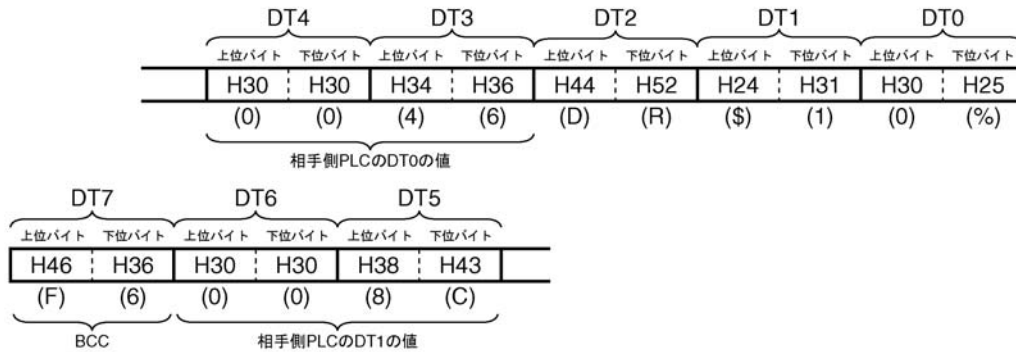 DT4 DT3 DT2 DT1 DT0
上位バイト 下位バイト 上位バイト 下位バイト 上位バイト 下位バイト 上位バイト 下位バイト 上位バイト 下位バイト
H30 H30 H34 H36 H44 H52 H24 H31 H30 H25
(0) (0) (4) (6) (D) (R) ($) (1) (0) (%)
相手側PLCのDT0の値
DT7 DT6 DT5
上位バイト 下位バイト 上位バイト 下位バイト 上位バイト 下位バイト
H46 H36 H30 H30 H38 H43
(F) (6) (0) (0) (8) (C)
BCC 相手側PLCのDT1の値